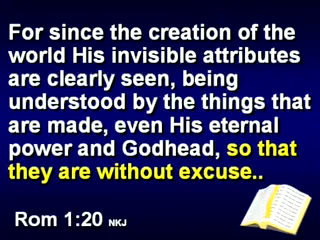 For since the creation of the
world His invisible attributes
are clearly seen, being
understood by the things that
are made, even His eternal
power and Godhead, so that
they are without excuse..
Rom 1:20 NKJ